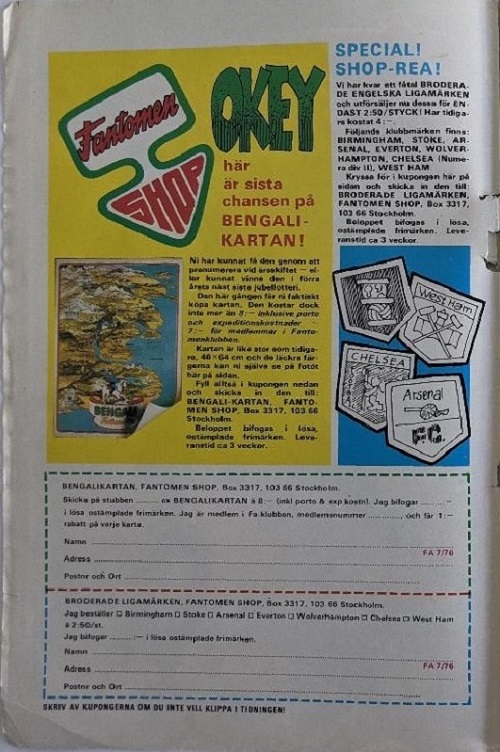 Fantomen
SHOP
OKEY
här
är sista
chansen på
BENGALI-
KARTAN!
Ni har kunnat få den genom att
prenumerera vid årsskiftet – el-
ler kunnat vinna den i förra
årets näst sista jubellotteri.
Den här gången får ni faktiskt
köpa kartan. Den kostar dock
inte mer än 8:– inklusive porto
och expeditionskostnader –
7:– för medlemmar i Fanto-
menklubben.
Kartan är lika stor som tidiga-
re, 46×64 cm och de läckra fär-
gerna kan ni själva se på fotot
här på sidan.
Fyll alltså i kupongen nedan
och skicka in den till:
BENGALI-KARTAN, FANTO-
MEN SHOP, Box 3317, 103 66
Stockholm.
Beloppet bifogas i lösa,
ostämplade frimärken. Leve-
ranstid ca 3 veckor.
BENGALI
SPECIAL!
SHOP-REA!
Vi har kvar ett fåtal BRODERA-
DE ENGELSKA LIGAMÄRKEN
och utförsäljer nu dessa för EN-
DAST 2:50/STYCK! Har tidiga-
re kostat 4:–.
Följande klubbmärken finns:
BIRMINGHAM, STOKE, AR-
SENAL, EVERTON, WOLVER-
HAMPTON, CHELSEA (Nume-
ra div II), WEST HAM
Kryssa för i kupongen här på
sidan och skicka in den till:
BRODERADE LIGAMÄRKEN,
FANTOMEN SHOP, Box 3317,
103 66 Stockholm.
Beloppet bifogas i lösa,
ostämplade frimärken. Leve-
ranstid ca 3 veckor.
West Ham
CHELSEA
Arsenal
F.C.
BENGALIKARTAN, FANTOMEN SHOP, Box 3317, 103 66 Stockholm.
Skicka på stubben ......... ex BENGALIKARTAN à 8:– (inkl porto & exp kostn). Jag bifogar .........:–
i lösa ostämplade frimärken. Jag är medlem i Fa-klubben, medlemsnummer ............, och får 1:–
rabatt på varje karta.
Namn
FA 7/76
Adress
Postnr och Ort
BRODERADE LIGAMÄRKEN, FANTOMEN SHOP, Box 3317, 103 66 Stockholm.
Jag beställer □ Birmingham □ Stoke □ Arsenal □ Everton □ Wolverhampton □ Chelsea □ West Ham
à 2:50/st.
Jag bifogar .........:– i lösa ostämplade frimärken.
Namn
Adress
FA 7/76
Postnr och Ort
SKRIV AV KUPONGERNA OM DU INTE VILL KLIPPA I TIDNINGEN!